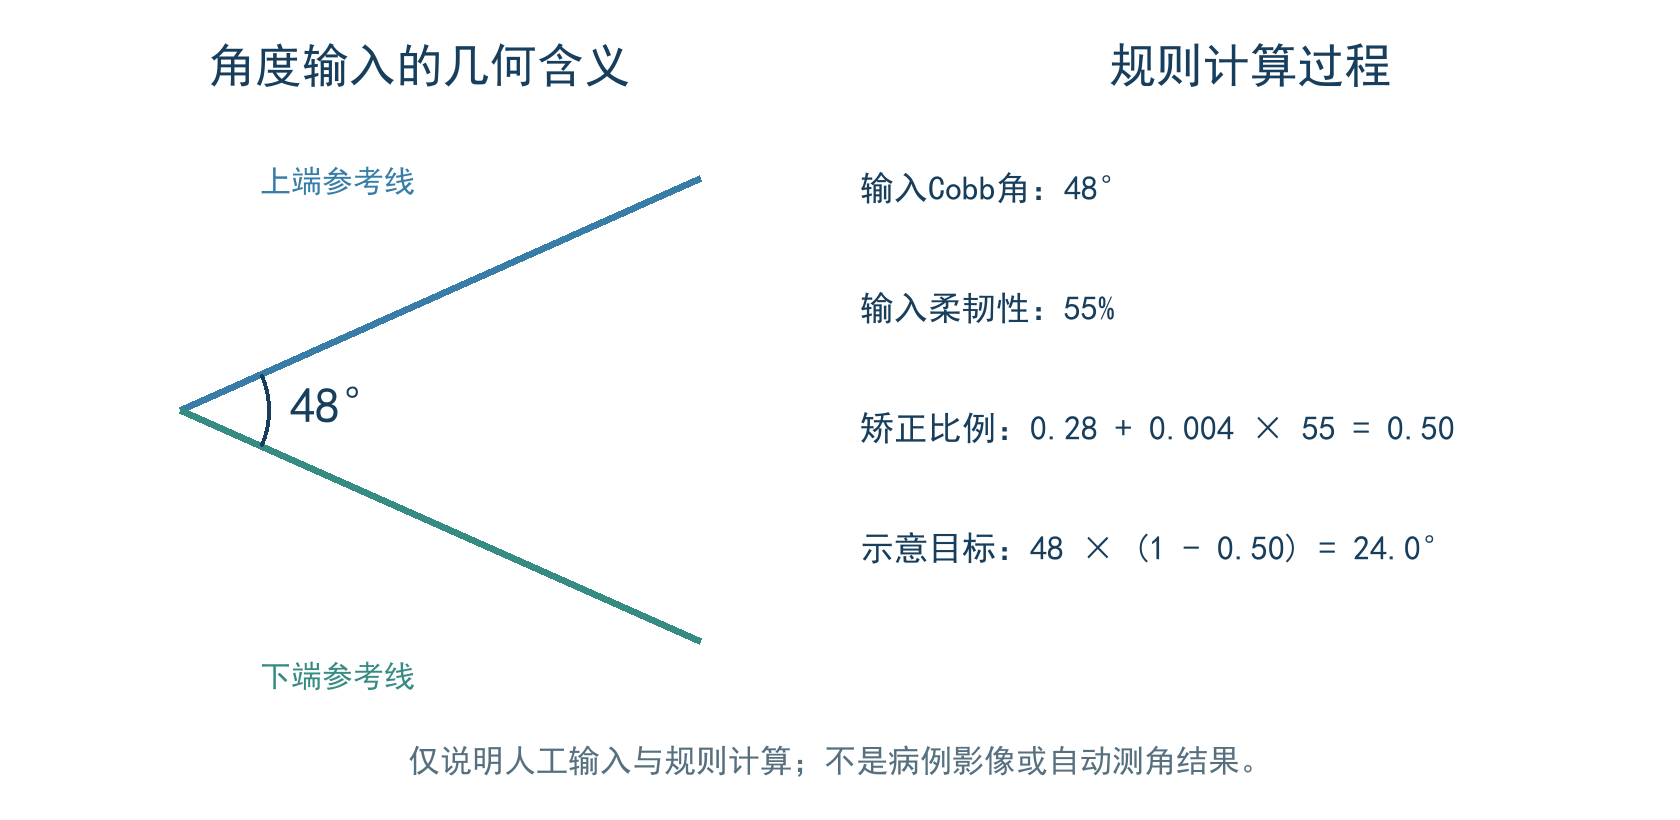 角度输入的几何含义
上端参考线
48°
下端参考线
规则计算过程
输入Cobb角：48°
输入柔韧性：55%
矫正比例：0.28 + 0.004 × 55 = 0.50
示意目标：48 × (1 - 0.50) = 24.0°
仅说明人工输入与规则计算；不是病例影像或自动测角结果。